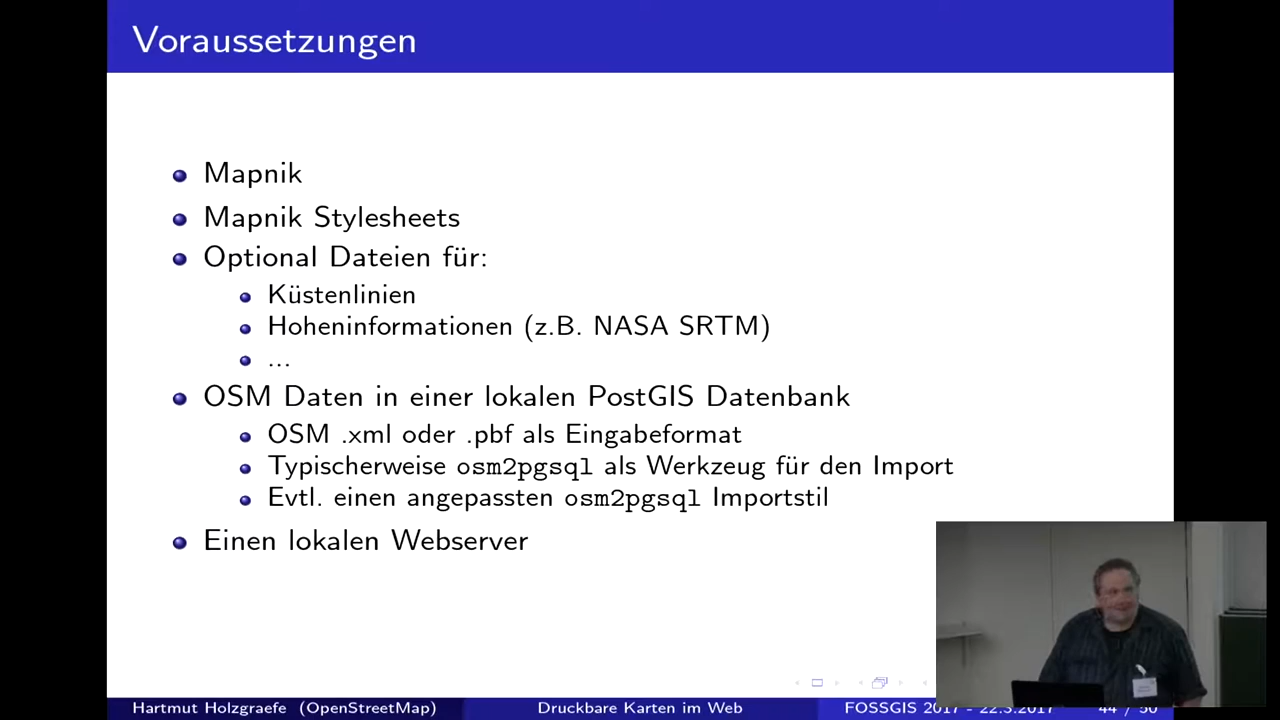 Voraussetzungen
Mapnik
Mapnik Stylesheets
Optional Dateien für:
Küstenlinien
Hoheninformationen (z.B. NASA SRTM)
...
OSM Daten in einer lokalen PostGIS Datenbank
OSM .xml oder .pbf als Eingabeformat
Typischerweise osm2pgsql als Werkzeug für den Import
Evtl. einen angepassten osm2pgsql Importstil
Einen lokalen Webserver
Hartmut Holzgraefe (OpenStreetMap) Druckbare Karten im Web FOSSGIS 2017 - 22.3.2017 44 / 50